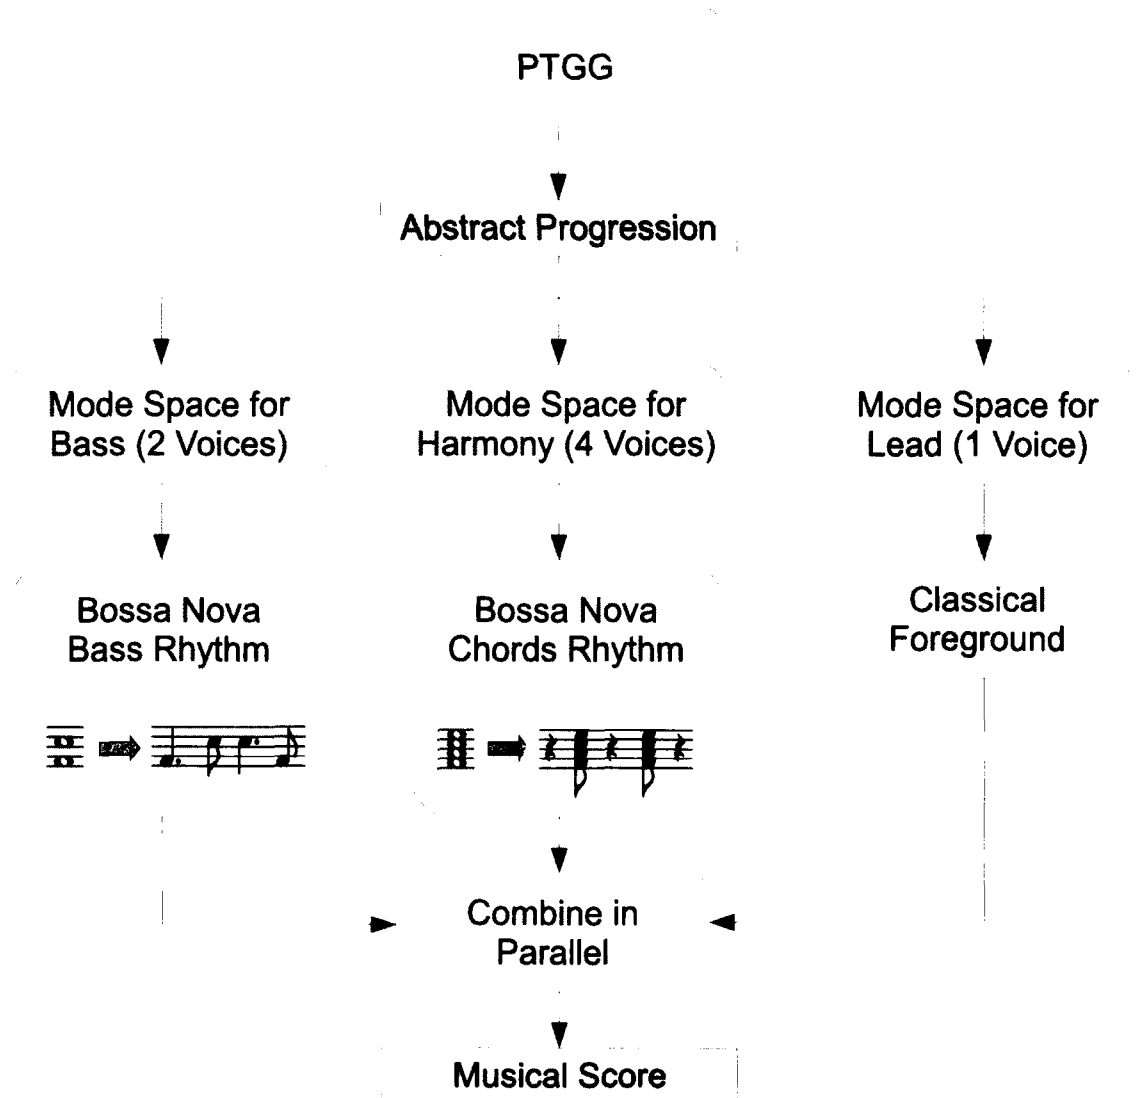 PTGG
Abstract Progression
Mode Space for
Bass (2 Voices)
Mode Space for
Harmony (4 Voices)
Mode Space for
Lead (1 Voice)
Bossa Nova
Bass Rhythm
Bossa Nova
Chords Rhythm
Classical
Foreground
Combine in
Parallel
Musical Score